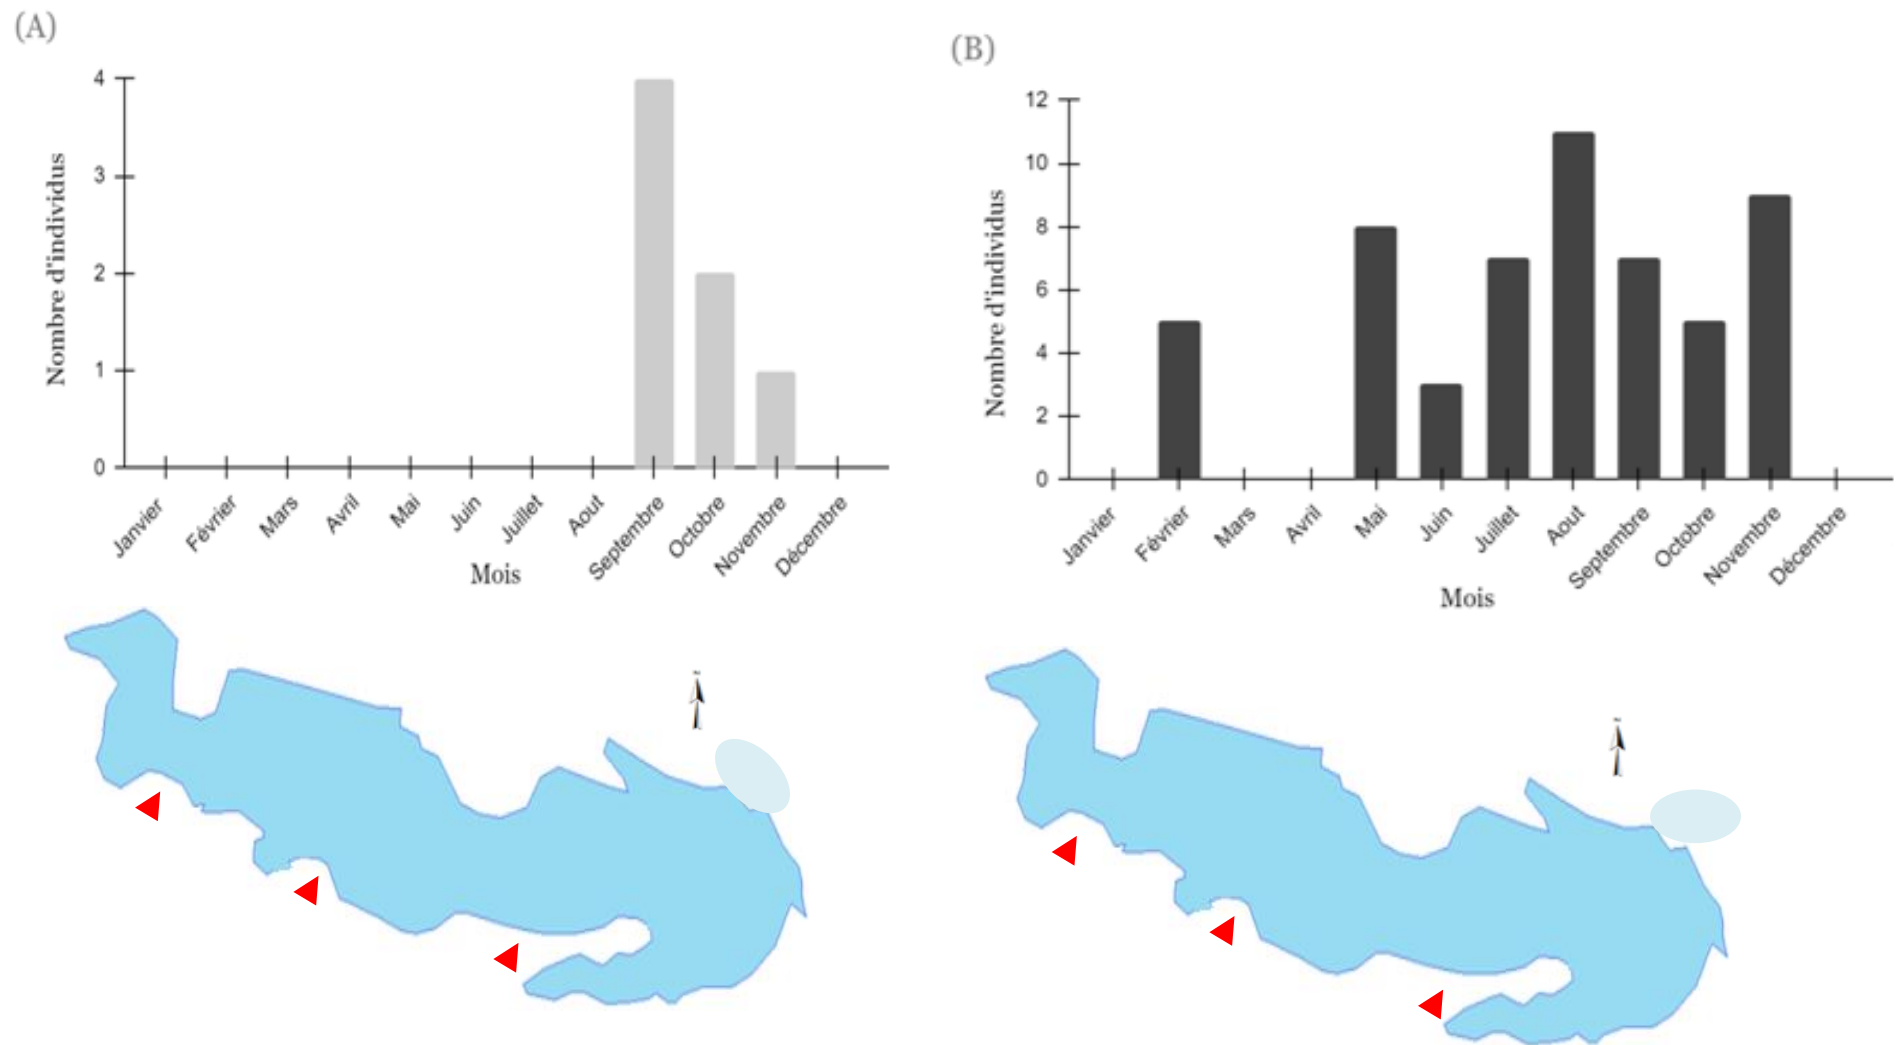 (A)
Nombre d'individus
4
3
2
1
0
Janvier
Février
Mars
Avril
Mai
Juin
Juillet
Aout
Septembre
Octobre
Novembre
Décembre
Mois
(B)
Nombre d'individus
12
10
8
6
4
2
0
Janvier
Février
Mars
Avril
Mai
Juin
Juillet
Aout
Septembre
Octobre
Novembre
Décembre
Mois